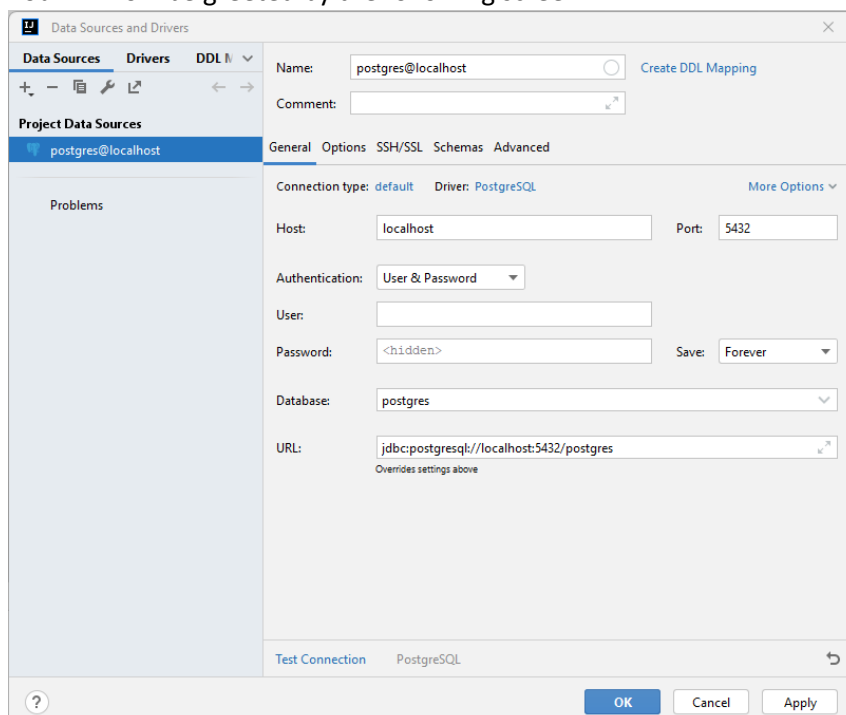 Data Sources and Drivers
Data Sources Drivers DDL
Project Data Sources
postgres@localhost
Problems
Name: postgres@localhost Create DDL Mapping
Comment:
General Options SSH/SSL Schemas Advanced
Connection type: default Driver: PostgreSQL More Options
Host: localhost Port: 5432
Authentication: User & Password
User:
Password: <hidden> Save: Forever
Database: postgres
URL: jdbc:postgresql://localhost:5432/postgres
Overrides settings above
Test Connection PostgreSQL
? OK Cancel Apply